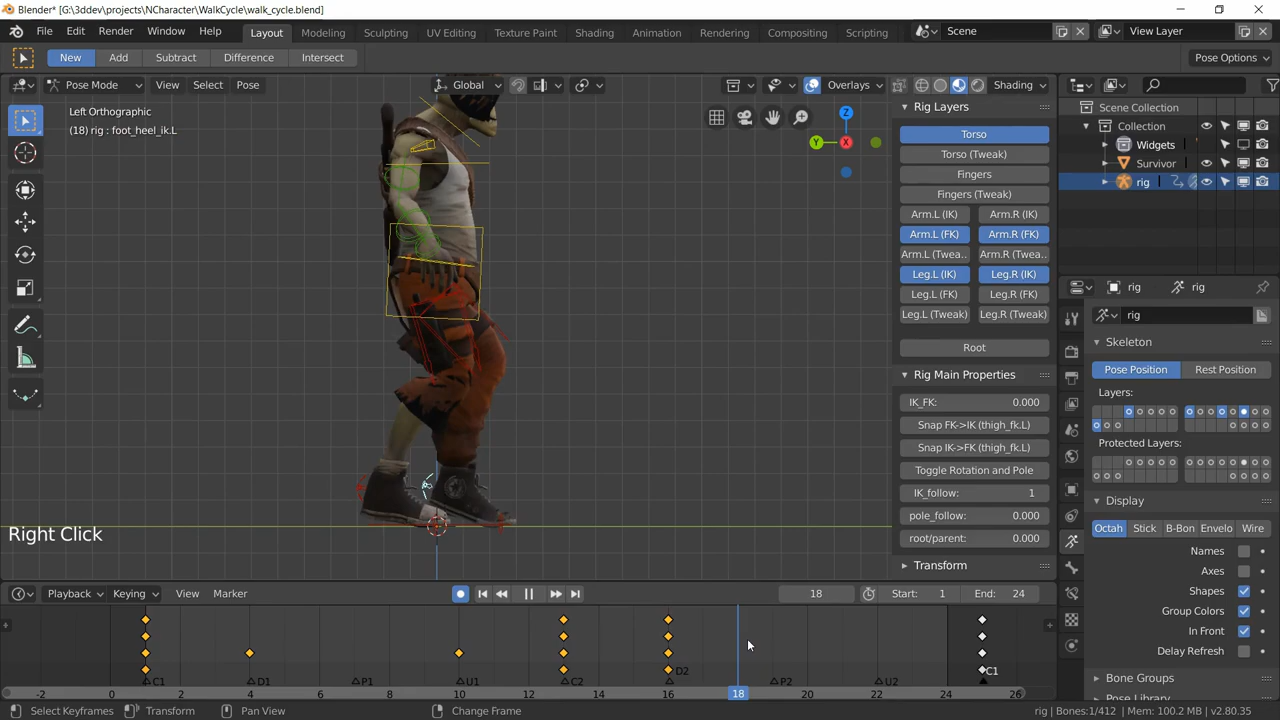 Blender* [G:\3ddev\projects\NCharacter\WalkCycle\walk_cycle.blend]
File Edit Render Window Help Layout Modeling Sculpting UV Editing Texture Paint Shading Animation Rendering Compositing Scripting Scene View Layer
New Add Subtract Difference Intersect Pose Options
Pose Mode View Select Pose Global Overlays Shading
Left Orthographic
(18) rig : foot_heel_ik.L
Z
Y X
Right Click
Rig Layers
Torso
Torso (Tweak)
Fingers
Fingers (Tweak)
Arm.L (IK) Arm.R (IK)
Arm.L (FK) Arm.R (FK)
Arm.L (Twea.. Arm.R (Twea..
Leg.L (IK) Leg.R (IK)
Leg.L (FK) Leg.R (FK)
Leg.L (Tweak) Leg.R (Tweak)
Root
Rig Main Properties
IK_FK: 0.000
Snap FK->IK (thigh_fk.L)
Snap IK->FK (thigh_fk.L)
Toggle Rotation and Pole
IK_follow: 1
pole_follow: 0.000
root/parent: 0.000
Transform
Scene Collection
Collection
Widgets
Survivor
rig
rig rig
rig
Skeleton
Pose Position Rest Position
Layers:
Protected Layers:
Display
Octah Stick B-Bon Envelo Wire
Names
Axes
Shapes
Group Colors
In Front
Delay Refresh
Bone Groups
Pose Library
Playback Keying View Marker 18 Start: 1 End: 24
C1 D1 P1 U1 C2 D2 P2 U2 C1
-2 0 2 4 6 8 10 12 14 16 18 20 22 24 26
Select Keyframes Transform Pan View Change Frame rig | Bones:1/412 | Mem: 100.2 MB | v2.80.35